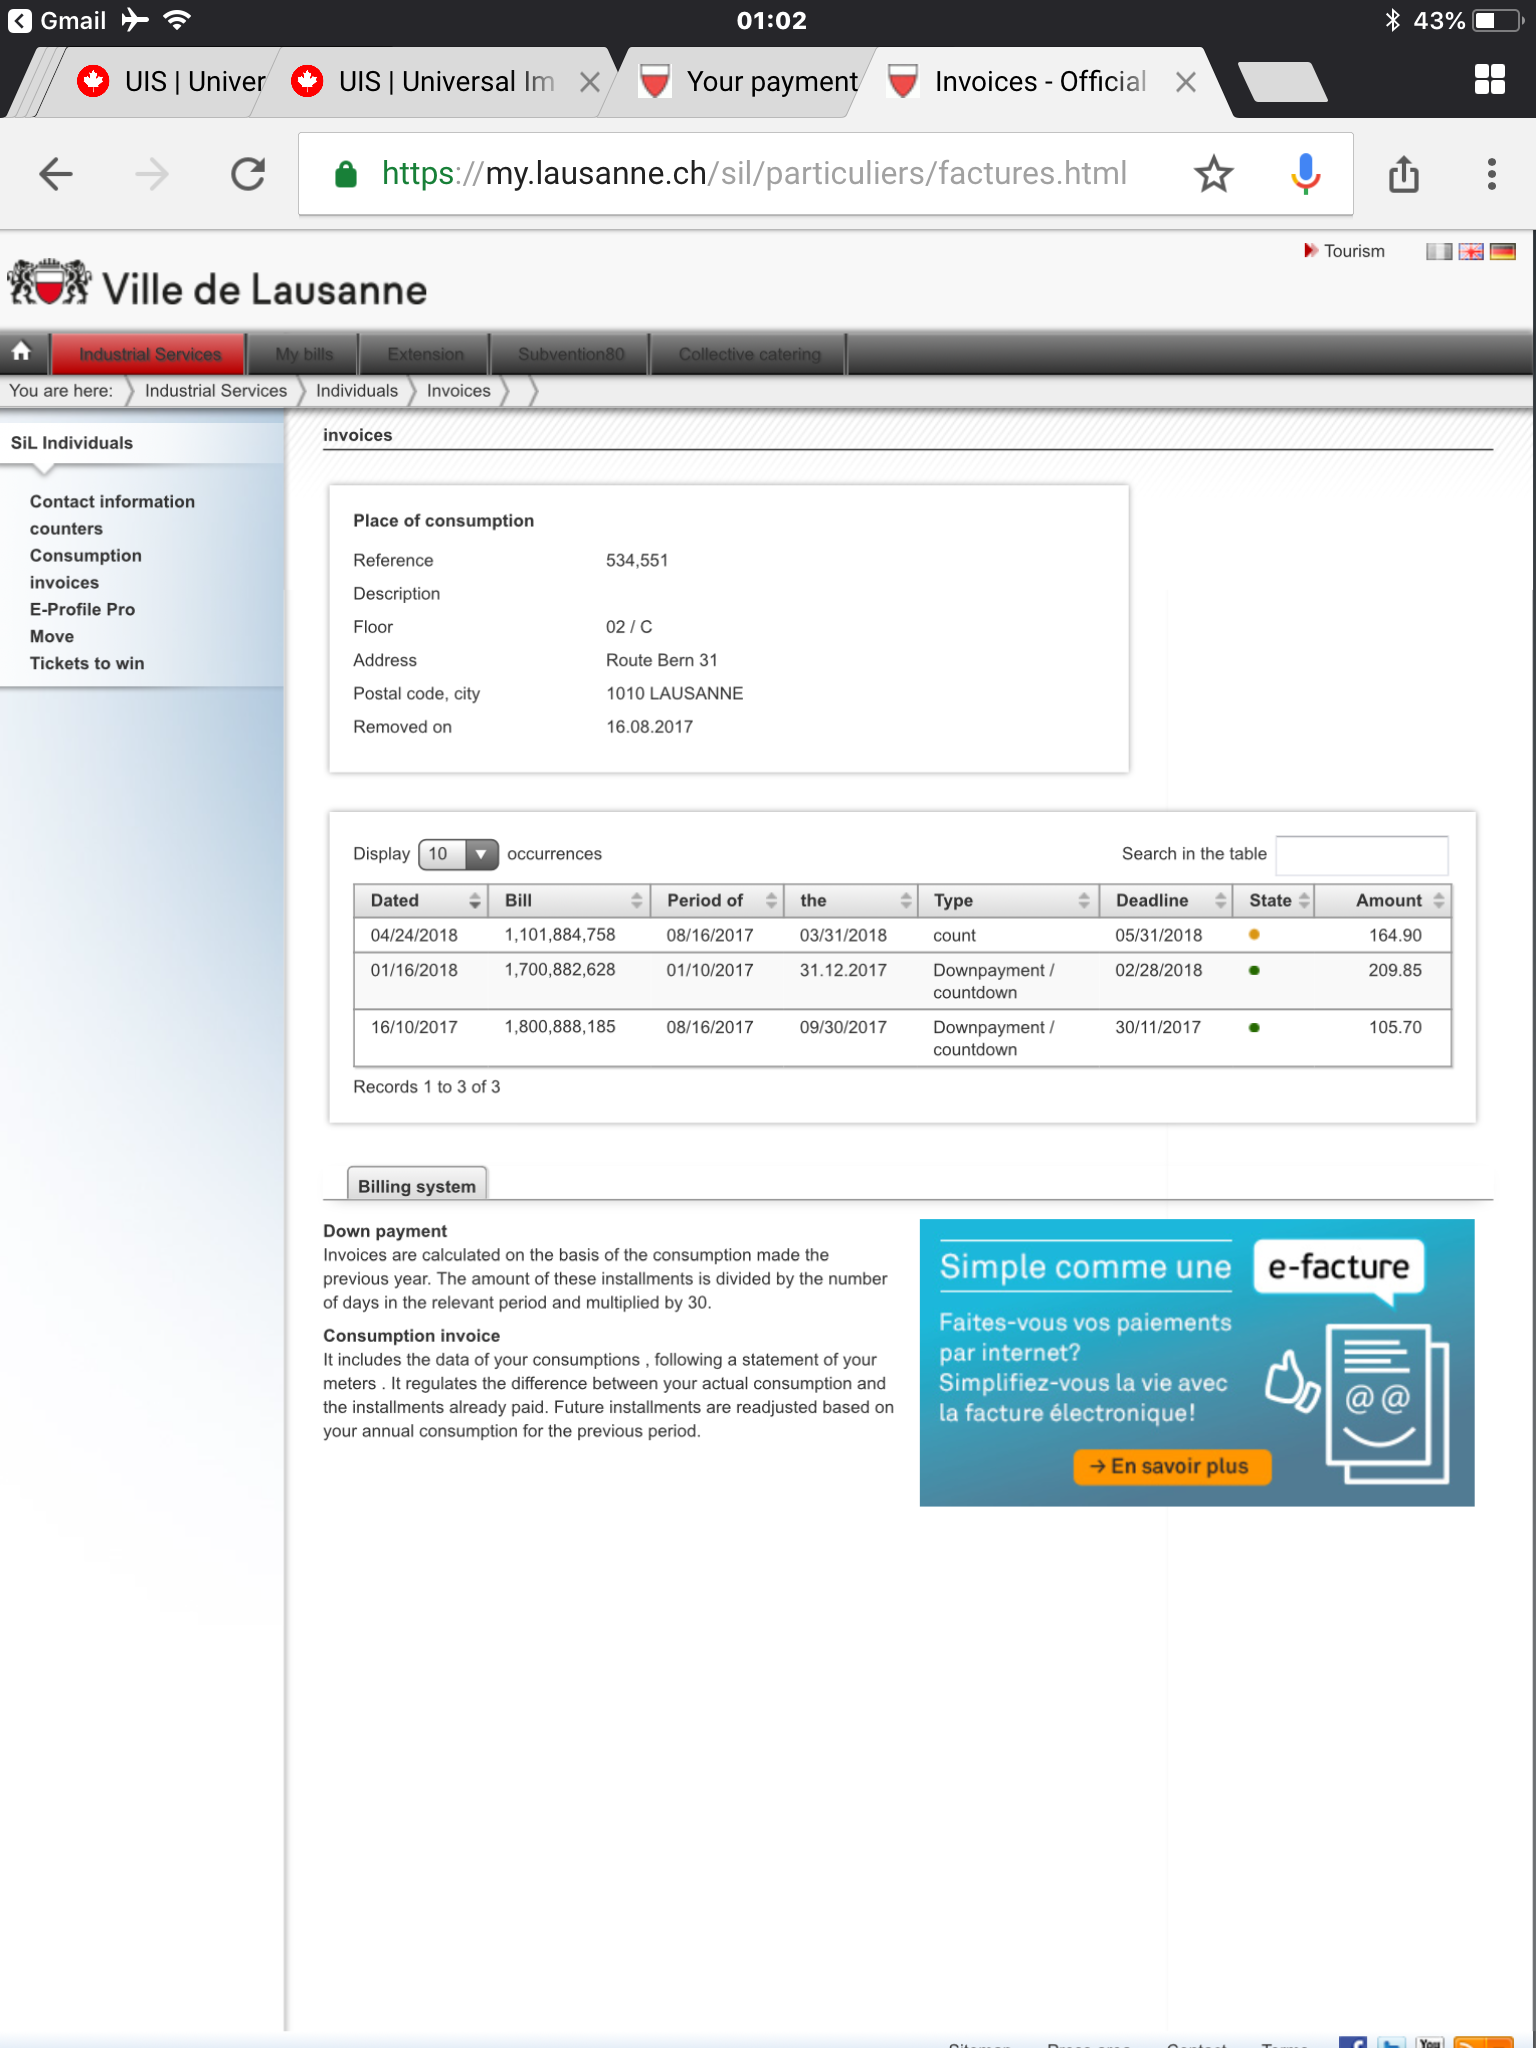 Gmail 01:02 43%
UIS | Univer UIS | Universal Im Your payment Invoices - Official
https://my.lausanne.ch/sil/particuliers/factures.html
Tourism
Ville de Lausanne
Industrial Services My bills Extension Subvention80 Collective catering
You are here: Industrial Services Individuals Invoices
SiL Individuals
Contact information
counters
Consumption
invoices
E-Profile Pro
Move
Tickets to win
invoices
Place of consumption
Reference 534,551
Description
Floor 02 / C
Address Route Bern 31
Postal code, city 1010 LAUSANNE
Removed on 16.08.2017
Display 10 occurrences Search in the table
Dated Bill Period of the Type Deadline State Amount
04/24/2018 1,101,884,758 08/16/2017 03/31/2018 count 05/31/2018 164.90
01/16/2018 1,700,882,628 01/10/2017 31.12.2017 Downpayment / 02/28/2018 209.85
countdown
16/10/2017 1,800,888,185 08/16/2017 09/30/2017 Downpayment / 30/11/2017 105.70
countdown
Records 1 to 3 of 3
Billing system
Down payment
Invoices are calculated on the basis of the consumption made the
previous year. The amount of these installments is divided by the number
of days in the relevant period and multiplied by 30.
Consumption invoice
It includes the data of your consumptions , following a statement of your
meters . It regulates the difference between your actual consumption and
the installments already paid. Future installments are readjusted based on
your annual consumption for the previous period.
Simple comme une e-facture
Faites-vous vos paiements
par internet?
Simplifiez-vous la vie avec
la facture électronique!
@ @
→ En savoir plus
Sitemap Press area Contact Terms You